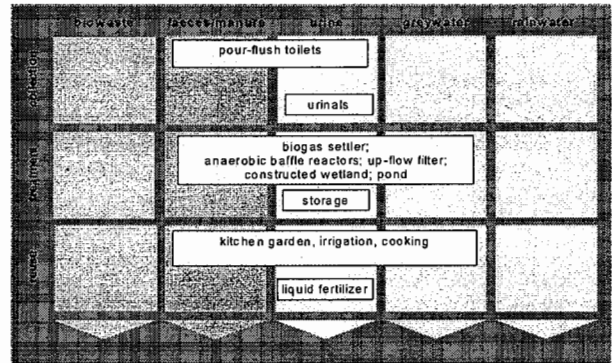 biowaste faeces/manure urine greywater rainwater
collection
pour-flush toilets
urinals
treatment
biogas settler;
anaerobic baffle reactors; up-flow filter;
constructed wetland; pond
storage
reuse
kitchen garden, irrigation, cooking
liquid fertilizer